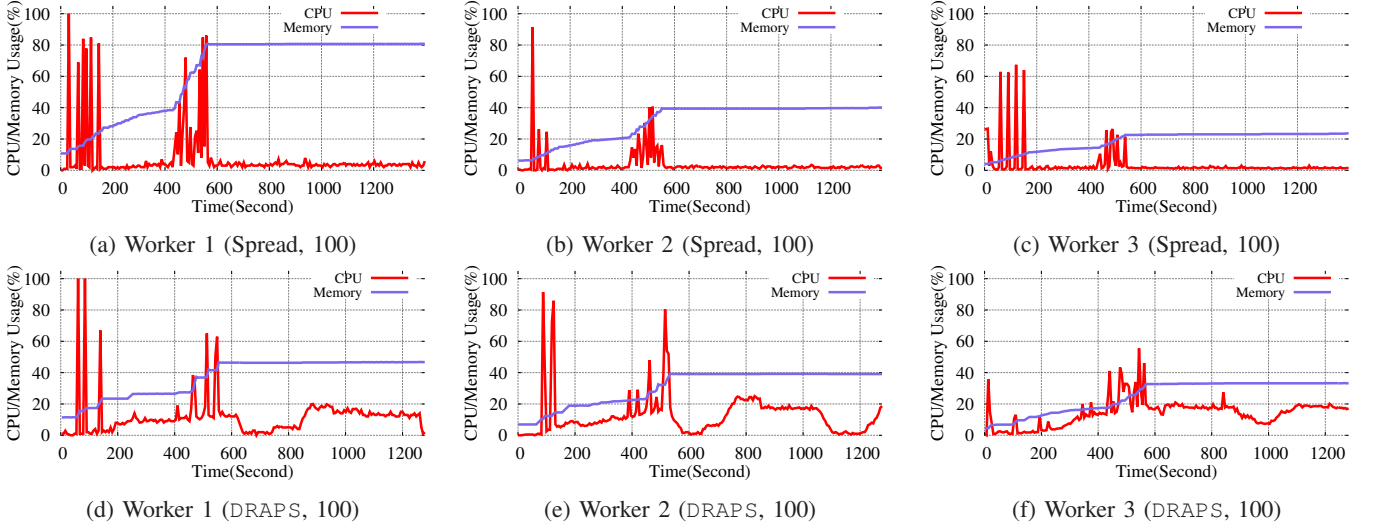 CPU/Memory Usage(%)
100
80
60
40
20
0
CPU
Memory
0 200 400 600 800 1000 1200
Time(Second)
(a) Worker 1 (Spread, 100)
CPU/Memory Usage(%)
100
80
60
40
20
0
CPU
Memory
0 200 400 600 800 1000 1200
Time(Second)
(b) Worker 2 (Spread, 100)
CPU/Memory Usage(%)
100
80
60
40
20
0
CPU
Memory
0 200 400 600 800 1000 1200
Time(Second)
(c) Worker 3 (Spread, 100)
CPU/Memory Usage(%)
100
80
60
40
20
0
CPU
Memory
0 200 400 600 800 1000 1200
Time(Second)
(d) Worker 1 (DRAPS, 100)
CPU/Memory Usage(%)
100
80
60
40
20
0
CPU
Memory
0 200 400 600 800 1000 1200
Time(Second)
(e) Worker 2 (DRAPS, 100)
CPU/Memory Usage(%)
100
80
60
40
20
0
CPU
Memory
0 200 400 600 800 1000 1200
Time(Second)
(f) Worker 3 (DRAPS, 100)